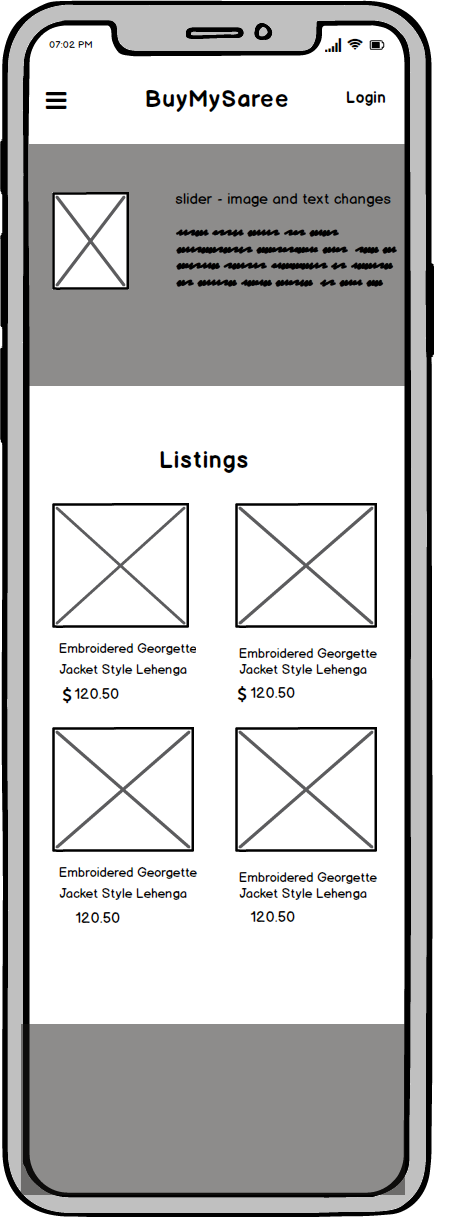 07:02 PM
BuyMySaree
Login
slider - image and text changes
Listings
Embroidered Georgette
Jacket Style Lehenga
$ 120.50
Embroidered Georgette
Jacket Style Lehenga
$ 120.50
Embroidered Georgette
Jacket Style Lehenga
120.50
Embroidered Georgette
Jacket Style Lehenga
120.50